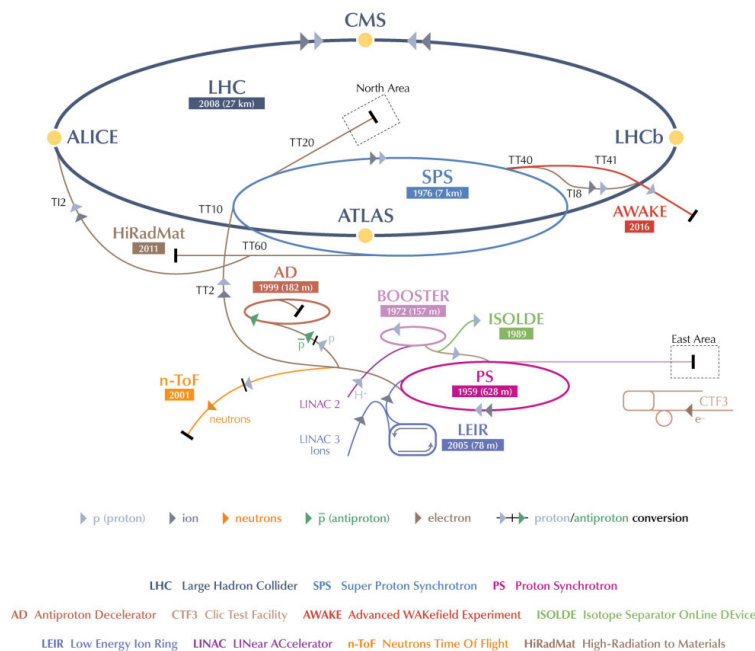 CMS
LHC
2008 (27 km)
North Area
ALICE
TT20
LHCb
TT40
TT41
SPS
1976 (7 km)
TI8
TI2
TT10
ATLAS
AWAKE
2016
HiRadMat
2011
TT60
AD
1999 (182 m)
TT2
BOOSTER
1972 (157 m)
ISOLDE
1989
p
p̅
East Area
n-ToF
2001
PS
1959 (628 m)
H+
neutrons
LINAC 2
CTF3
e–
LINAC 3
Ions
LEIR
2005 (78 m)
p (proton) ion neutrons p̅ (antiproton) electron proton/antiproton conversion
LHC Large Hadron Collider SPS Super Proton Synchrotron PS Proton Synchrotron
AD Antiproton Decelerator CTF3 Clic Test Facility AWAKE Advanced WAKefield Experiment ISOLDE Isotope Separator OnLine DEvice
LEIR Low Energy Ion Ring LINAC LINear ACcelerator n-ToF Neutrons Time Of Flight HiRadMat High-Radiation to Materials